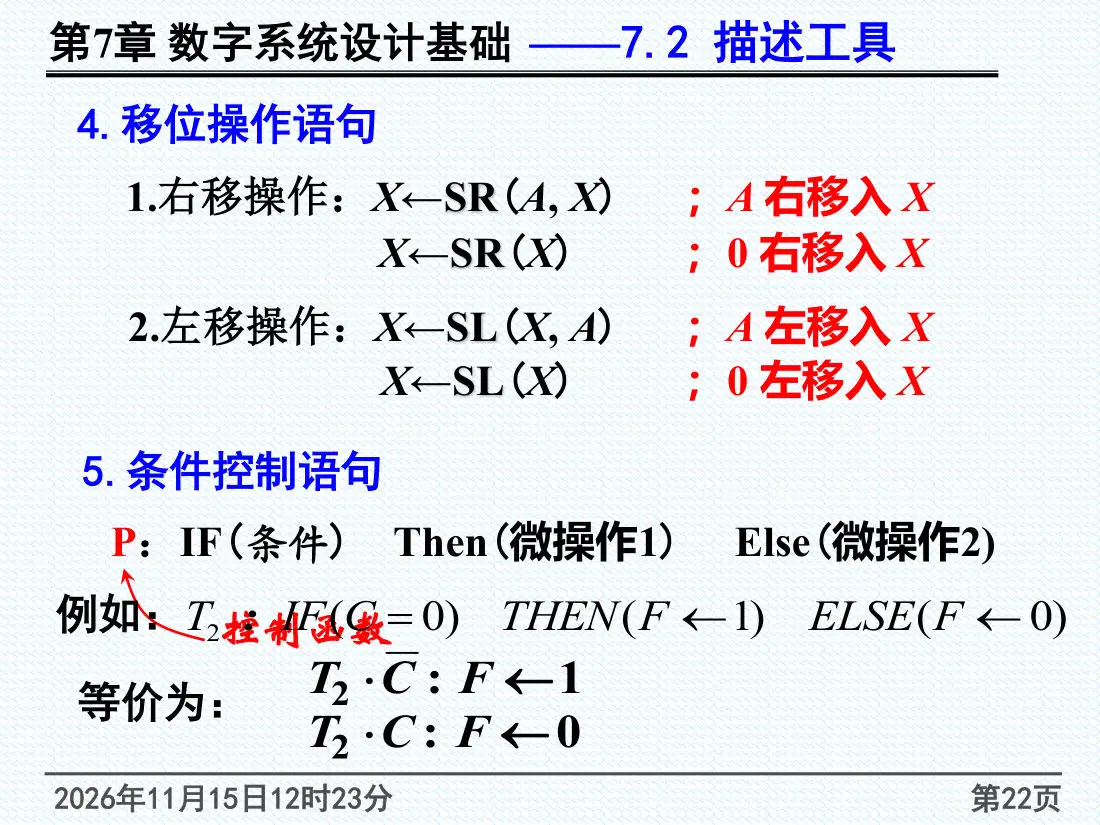 第7章 数字系统设计基础 ——7.2 描述工具
4.移位操作语句
1.右移操作：X←SR(A, X) ；A 右移入 X
X←SR(X) ；0 右移入 X
2.左移操作：X←SL(X, A) ；A 左移入 X
X←SL(X) ；0 左移入 X
5.条件控制语句
P：IF(条件) Then(微操作1) Else(微操作2)
例如：T₂：IF(C = 0) THEN(F ← 1) ELSE(F ← 0)
控制函数
等价为：
T₂ · C̅ : F ← 1
T₂ · C : F ← 0
2026年11月15日12时23分 第22页